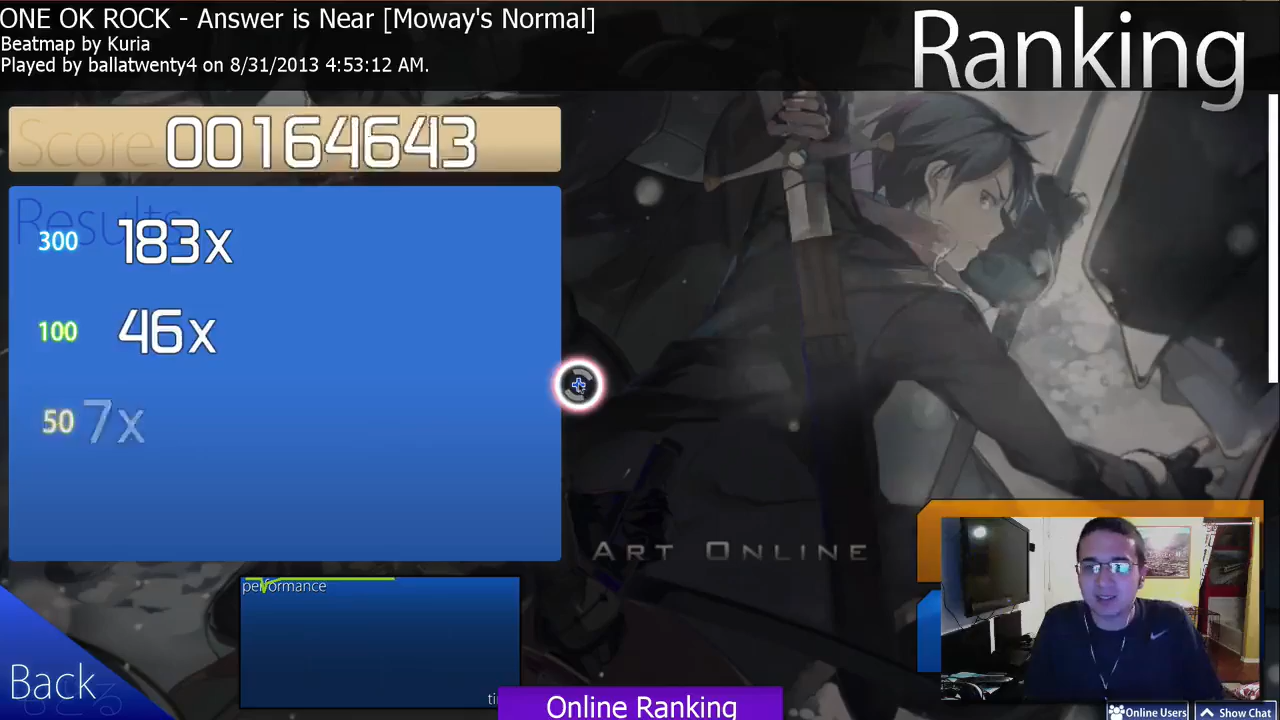 ONE OK ROCK - Answer is Near [Moway's Normal]
Beatmap by Kuria
Played by ballatwenty4 on 8/31/2013 4:53:12 AM.
Ranking
Score 00164643
Results
300 183x
100 46x
50 7x
ART ONLINE
performance
Back
Online Ranking
Online Users
Show Chat